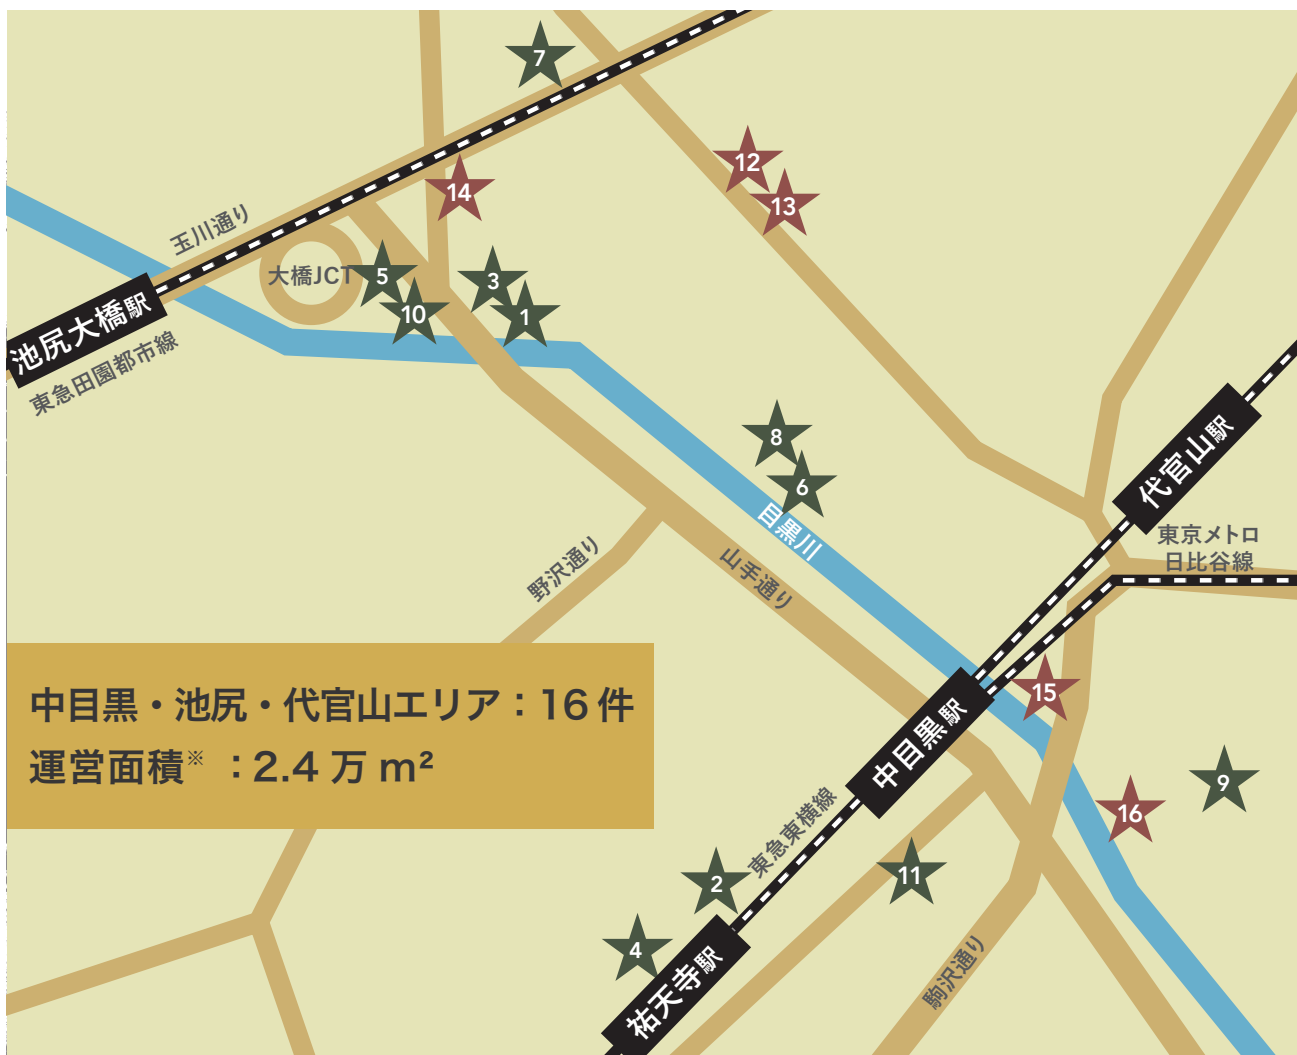 7
12
14
13
玉川通り
大橋JCT
5
3
10
1
池尻大橋駅
東急田園都市線
8
6
代官山駅
目黒川
東京メトロ
日比谷線
野沢通り
山手通り
中目黒・池尻・代官山エリア：16 件
運営面積※ ：2.4 万 m²
15
中目黒駅
9
16
東急東横線
2
11
4
祐天寺駅
駒沢通り